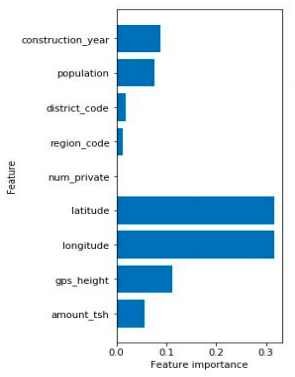 construction_year
population
district_code
region_code
num_private
latitude
longitude
gps_height
amount_tsh
Feature
0.0 0.1 0.2 0.3
Feature importance